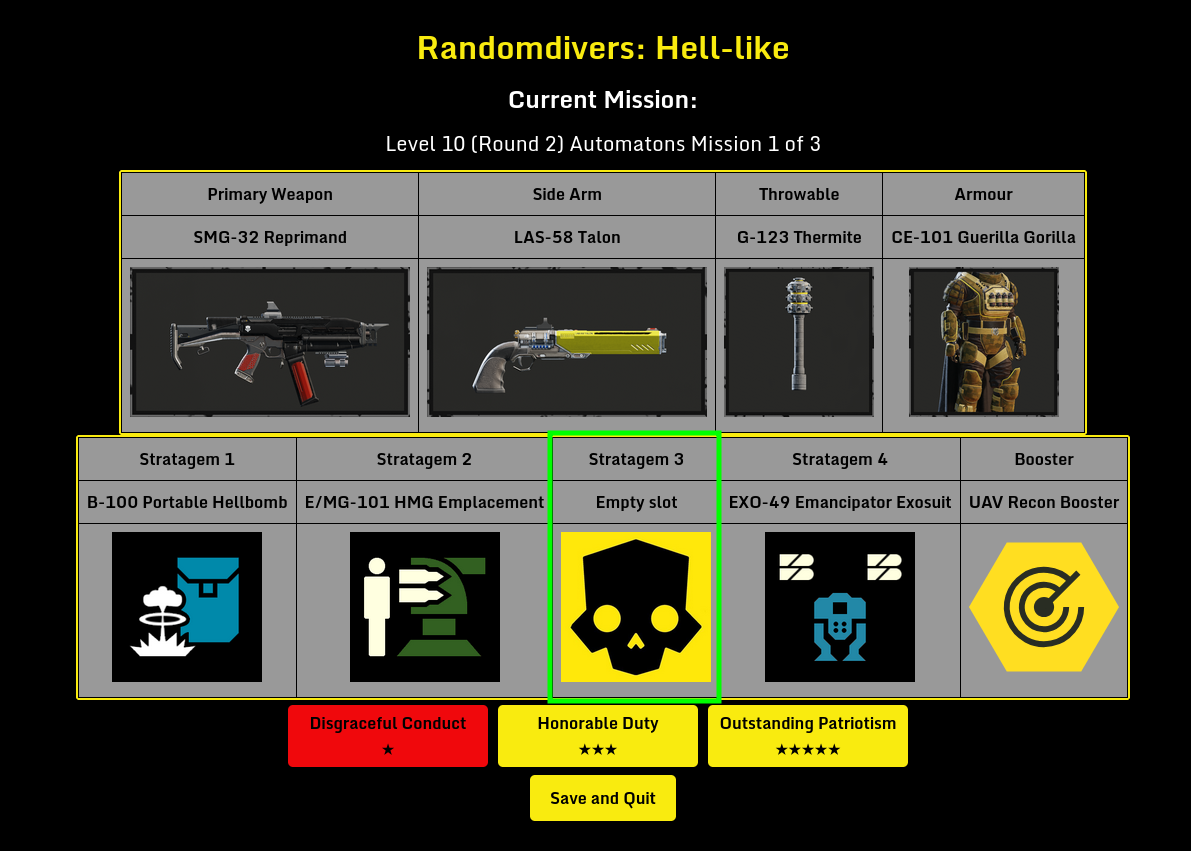 Randomdivers: Hell-like
Current Mission:
Level 10 (Round 2) Automatons Mission 1 of 3
Primary Weapon Side Arm Throwable Armour
SMG-32 Reprimand LAS-58 Talon G-123 Thermite CE-101 Guerilla Gorilla
Stratagem 1 Stratagem 2 Stratagem 3 Stratagem 4 Booster
B-100 Portable Hellbomb E/MG-101 HMG Emplacement Empty slot EXO-49 Emancipator Exosuit UAV Recon Booster
Disgraceful Conduct Honorable Duty Outstanding Patriotism
★ ★★★ ★★★★★
Save and Quit